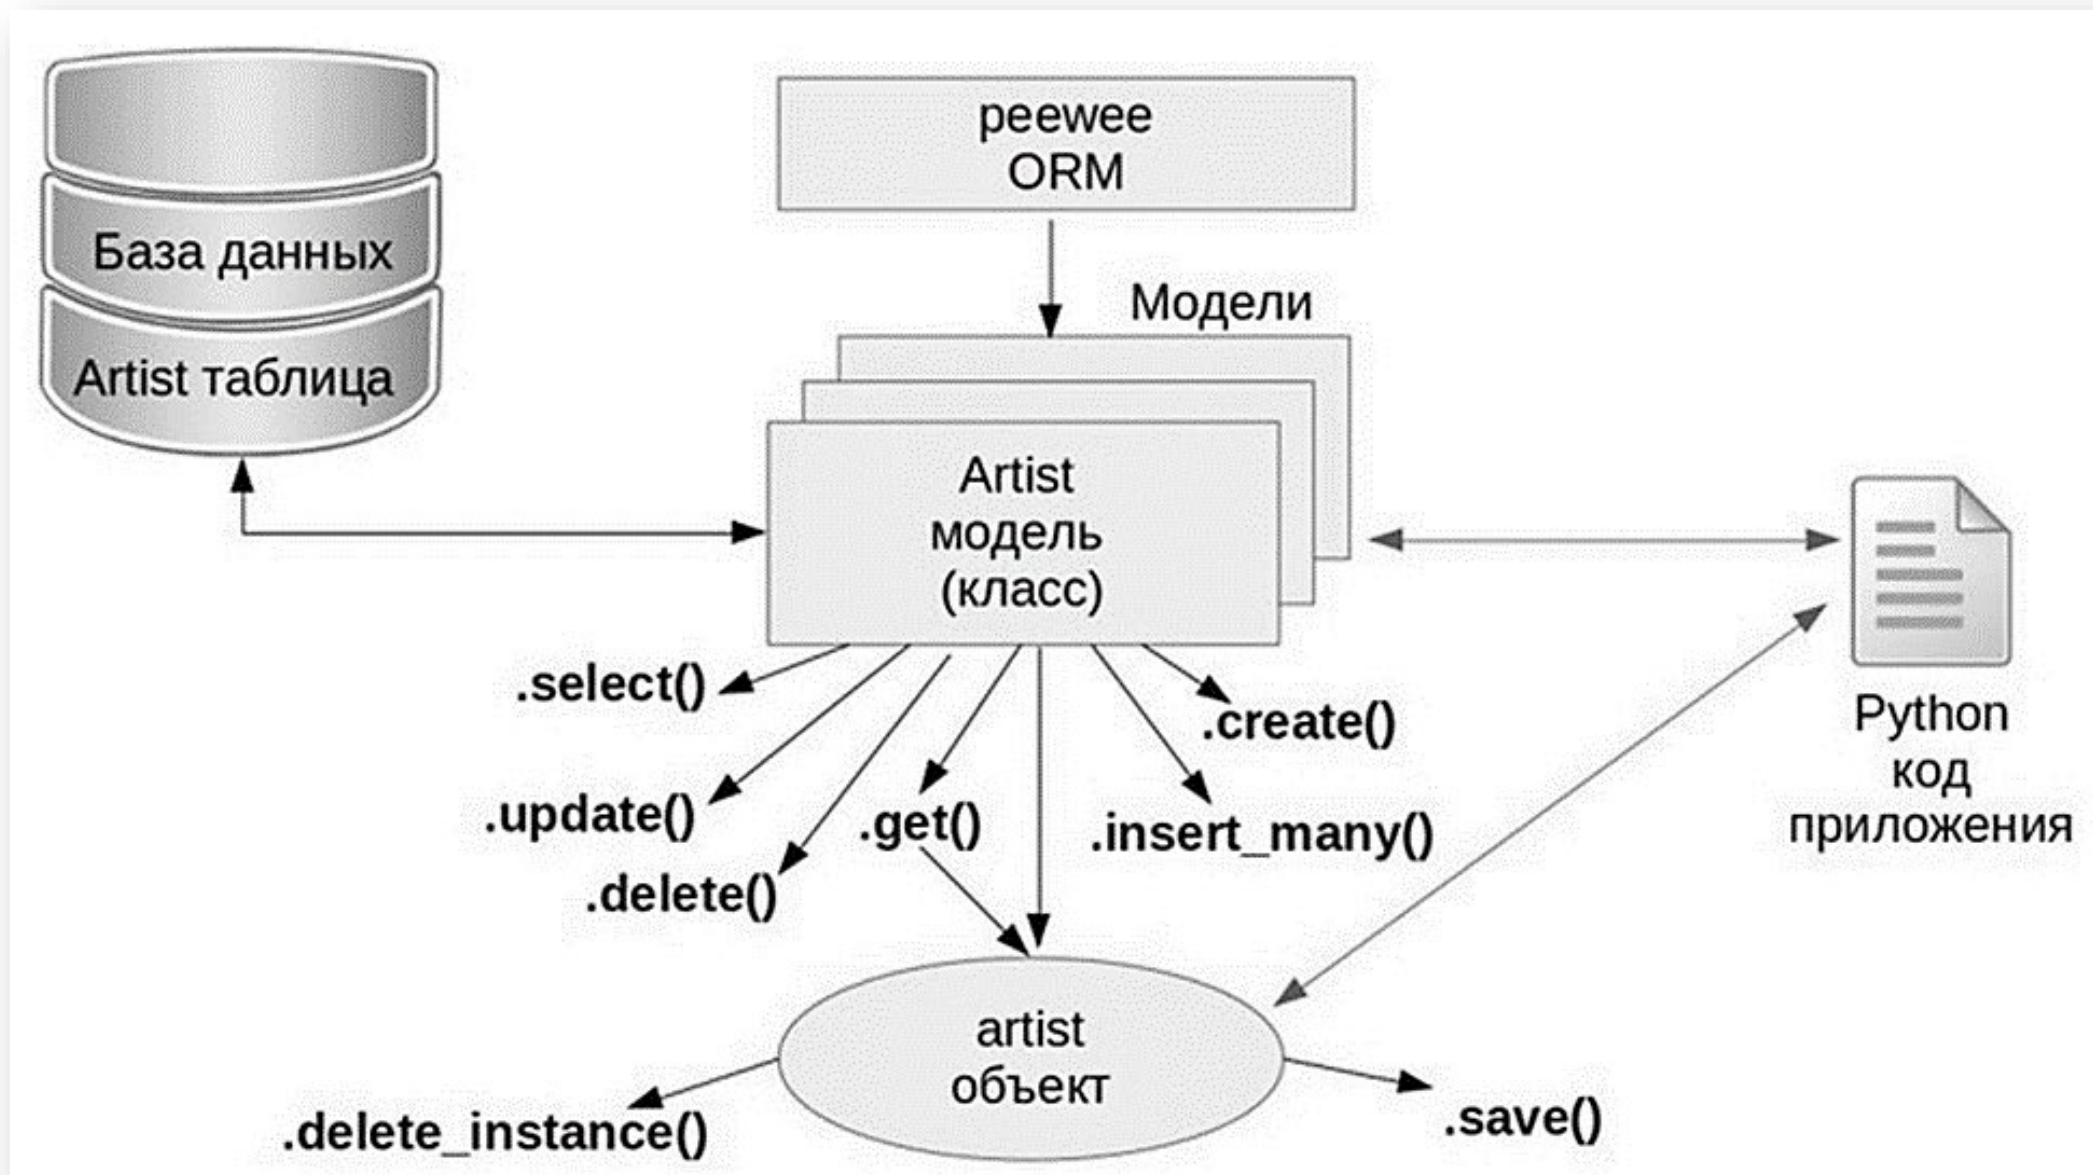 peewee
ORM
База данных
Artist таблица
Модели
Artist
модель
(класс)
.select()
.update()
.delete()
.get()
.create()
.insert_many()
Python
код
приложения
artist
объект
.delete_instance()
.save()